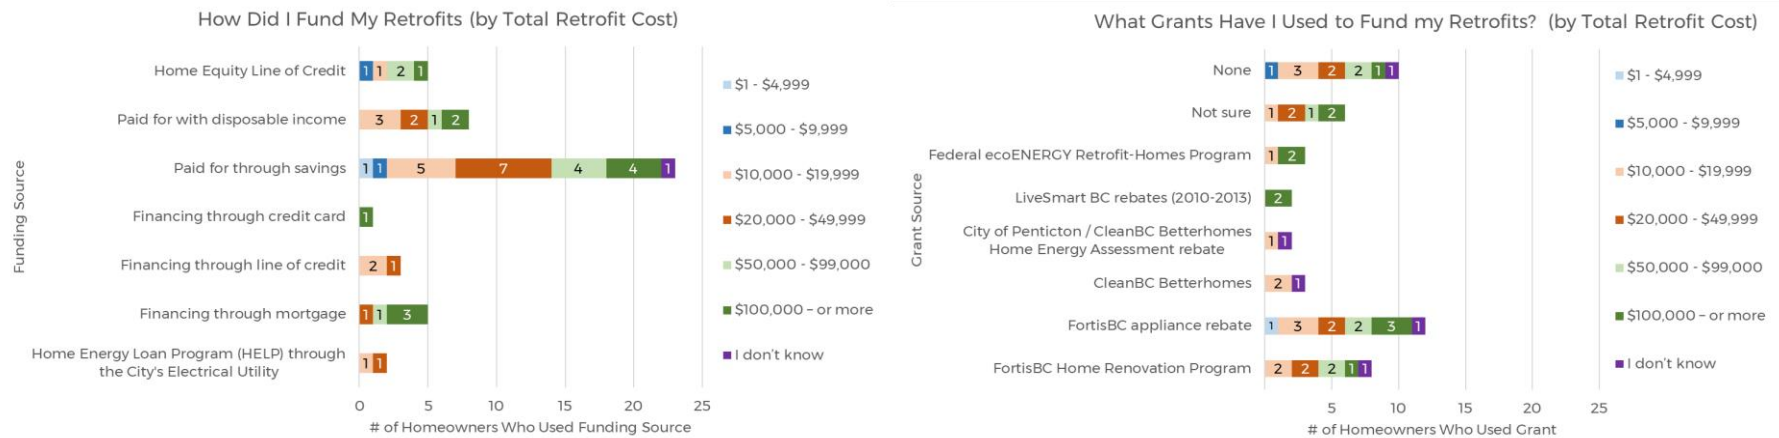 How Did I Fund My Retrofits (by Total Retrofit Cost)
Funding Source
Home Equity Line of Credit
1 1 2 1
Paid for with disposable income
3 2 1 2
Paid for through savings
1 1 5 7 4 4 1
Financing through credit card
1
Financing through line of credit
2 1
Financing through mortgage
1 1 3
Home Energy Loan Program (HELP) through
the City's Electrical Utility
1 1
0 5 10 15 20 25
# of Homeowners Who Used Funding Source
$1 - $4,999
$5,000 - $9,999
$10,000 - $19,999
$20,000 - $49,999
$50,000 - $99,000
$100,000 – or more
I don't know
What Grants Have I Used to Fund my Retrofits? (by Total Retrofit Cost)
Grant Source
None
1 3 2 2 1 1
Not sure
1 2 1 2
Federal ecoENERGY Retrofit-Homes Program
1 2
LiveSmart BC rebates (2010-2013)
2
City of Penticton / CleanBC Betterhomes
Home Energy Assessment rebate
1 1
CleanBC Betterhomes
2 1
FortisBC appliance rebate
1 3 2 2 3 1
FortisBC Home Renovation Program
2 2 2 1 1
5 10 15 20 25
# of Homeowners Who Used Grant
$1 - $4,999
$5,000 - $9,999
$10,000 - $19,999
$20,000 - $49,999
$50,000 - $99,000
$100,000 – or more
I don't know